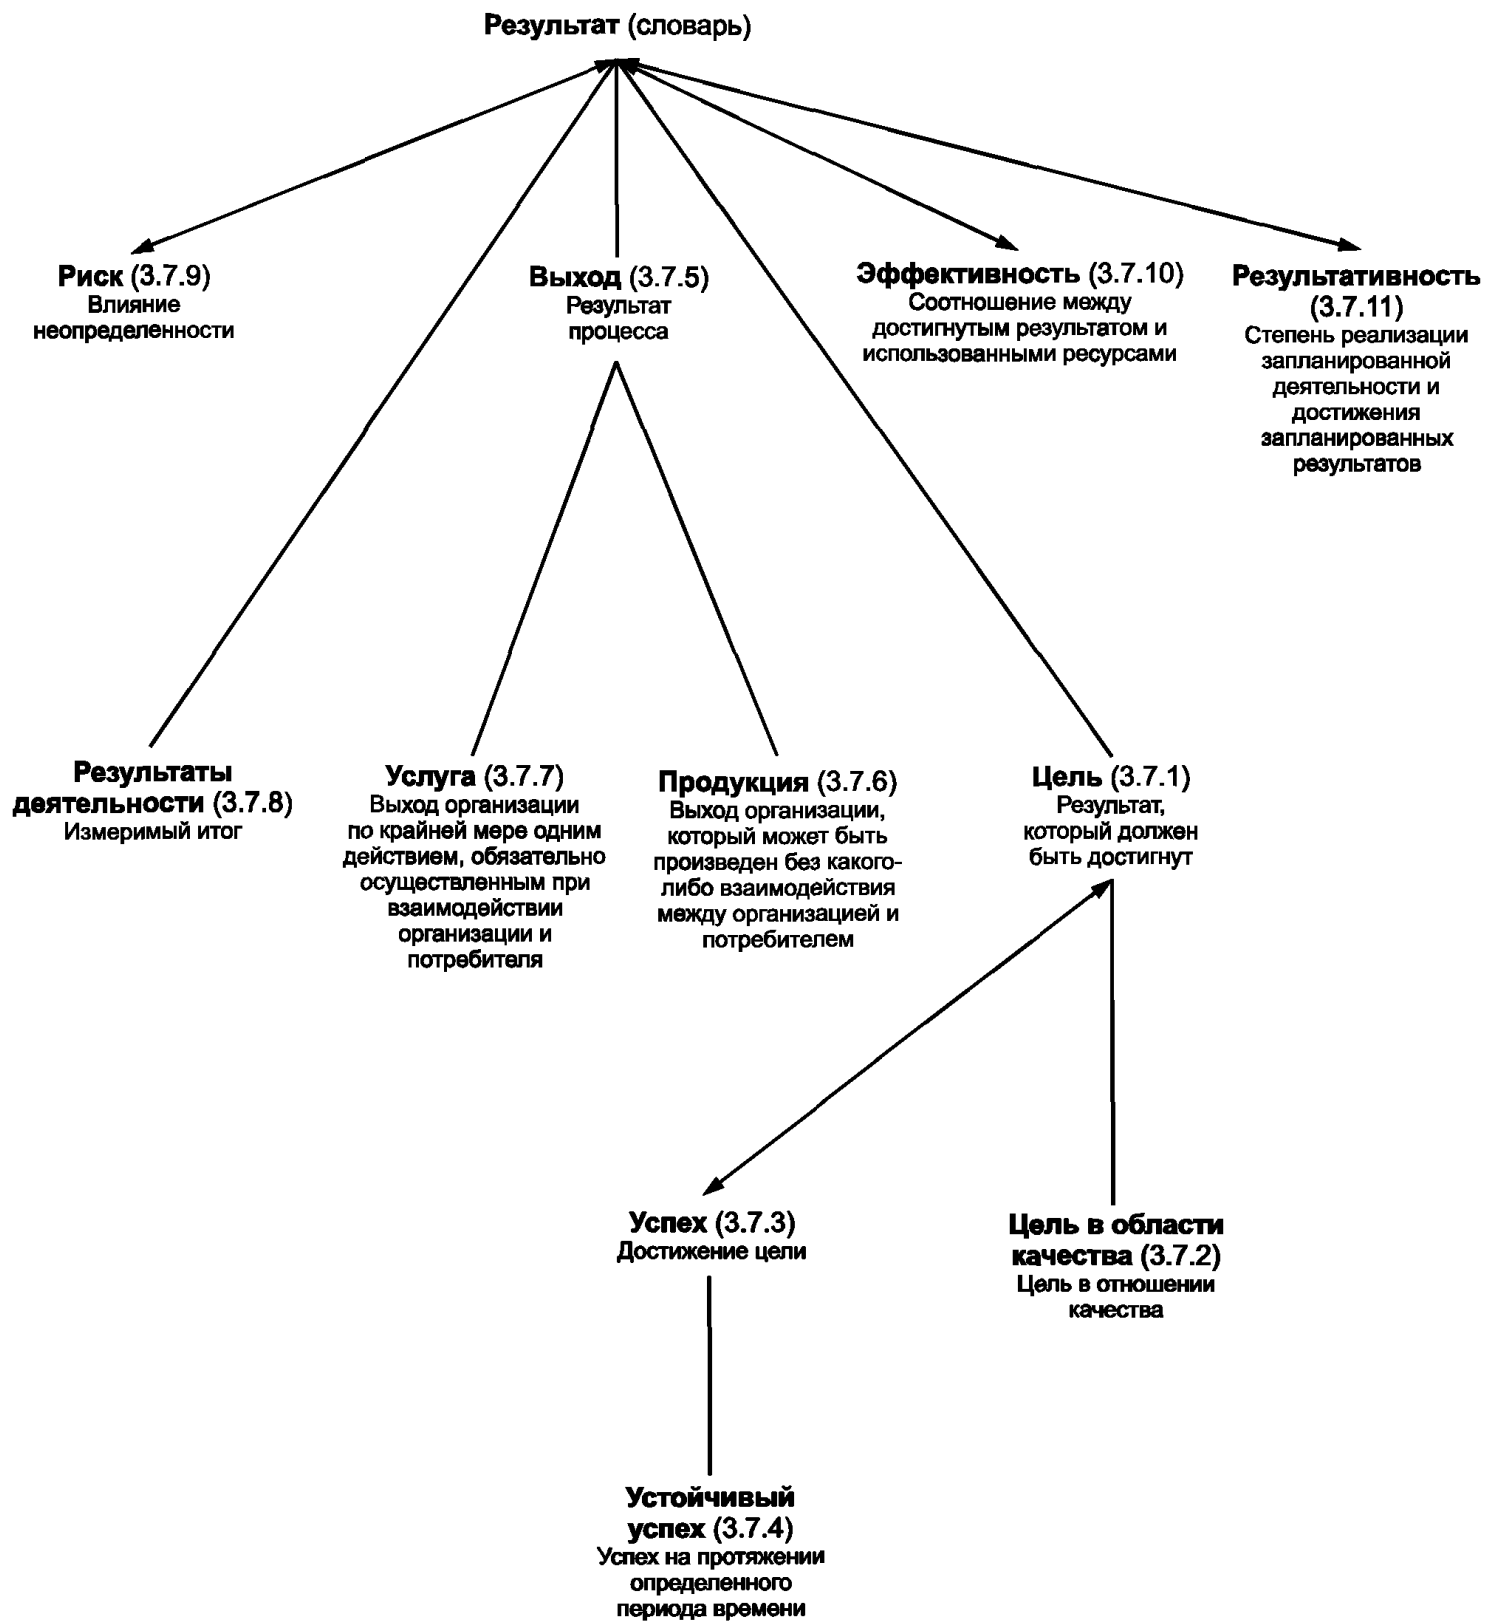 Результат (словарь)
Риск (3.7.9)
Влияние
неопределенности
Выход (3.7.5)
Результат
процесса
Эффективность (3.7.10)
Соотношение между
достигнутым результатом и
использованными ресурсами
Результативность
(3.7.11)
Степень реализации
запланированной
деятельности и
достижения
запланированных
результатов
Результаты
деятельности (3.7.8)
Измеримый итог
Услуга (3.7.7)
Выход организации
по крайней мере одним
действием, обязательно
осуществленным при
взаимодействии
организации и
потребителя
Продукция (3.7.6)
Выход организации,
который может быть
произведен без какого-
либо взаимодействия
между организацией и
потребителем
Цель (3.7.1)
Результат,
который должен
быть достигнут
Успех (3.7.3)
Достижение цели
Цель в области
качества (3.7.2)
Цель в отношении
качества
Устойчивый
успех (3.7.4)
Успех на протяжении
определенного
периода времени